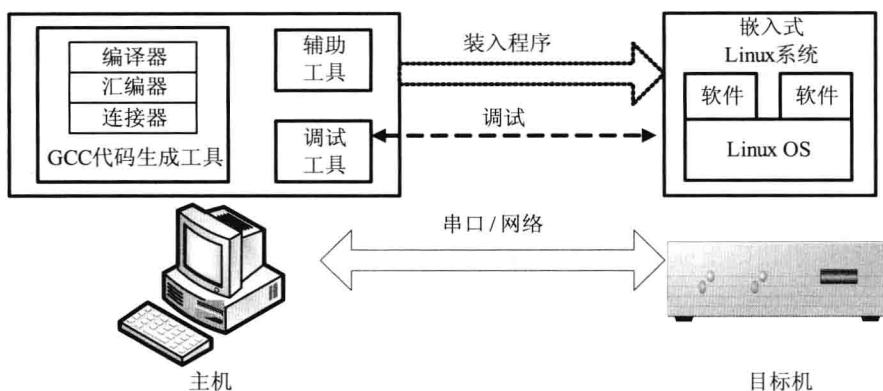 编译器
汇编器
连接器
GCC代码生成工具
辅助
工具
调试
工具
装入程序
调试
嵌入式
Linux系统
软件
软件
Linux OS
串口/网络
主机
目标机